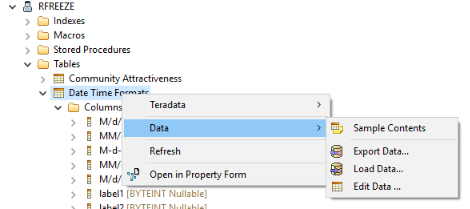 RFREEZE
Indexes
Macros
Stored Procedures
Tables
Community Attractiveness
Date Time Formats
Columns
Teradata
M/d/
Data
Sample Contents
MM/
M-d-
Refresh
Export Data...
MM/
Load Data...
M/d/
Open in Property Form
Edit Data ...
label1 [BYTEINT Nullable]
label2 [BYTEINT Nullable]